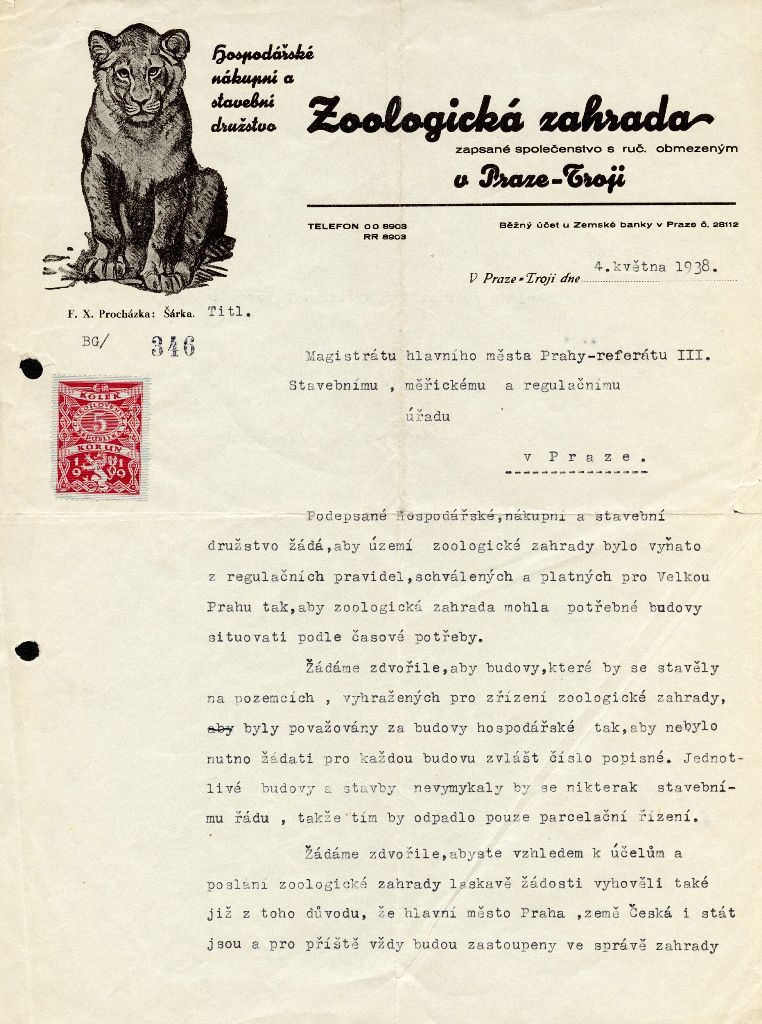 Hospodářské
nákupní a
stavební
družstvo
Zoologická zahrada
zapsané společenstvo s ruč. obmezeným
v Praze-Troji
TELEFON 00 8903
RR 8903
Běžný účet u Zemské banky v Praze č. 28112
V Praze-Troji dne 4.května 1938.
F. X. Procházka: Šárka.
Titl.
BG/ 346
Magistrátu hlavního města Prahy-referátu III.
Stavebnímu , měřickému a regulačnímu
úřadu
v Praze.
KOLEK
5
KORUN
1919
Podepsané Hospodářské,nákupní a stavební
družstvo žádá,aby území zoologické zahrady bylo vyňato
z regulačních pravidel,schválených a platných pro Velkou
Prahu tak,aby zoologická zahrada mohla potřebné budovy
situovati podle časové potřeby.
Žádáme zdvořile,aby budovy,které by se stavěly
na pozemcích , vyhražených pro zřízení zoologické zahrady,
aby byly považovány za budovy hospodářské tak,aby nebylo
nutno žádati pro každou budovu zvlášt číslo popisné. Jednot-
livé budovy a stavby nevymykaly by se nikterak stavební-
mu řádu , takže tím by odpadlo pouze parcelační řízení.
Žádáme zdvořile,abyste vzhledem k účelům a
poslání zoologické zahrady laskavě žádosti vyhověli také
již z toho důvodu, že hlavní město Praha ,země Česká i stát
jsou a pro příště vždy budou zastoupeny ve správě zahrady